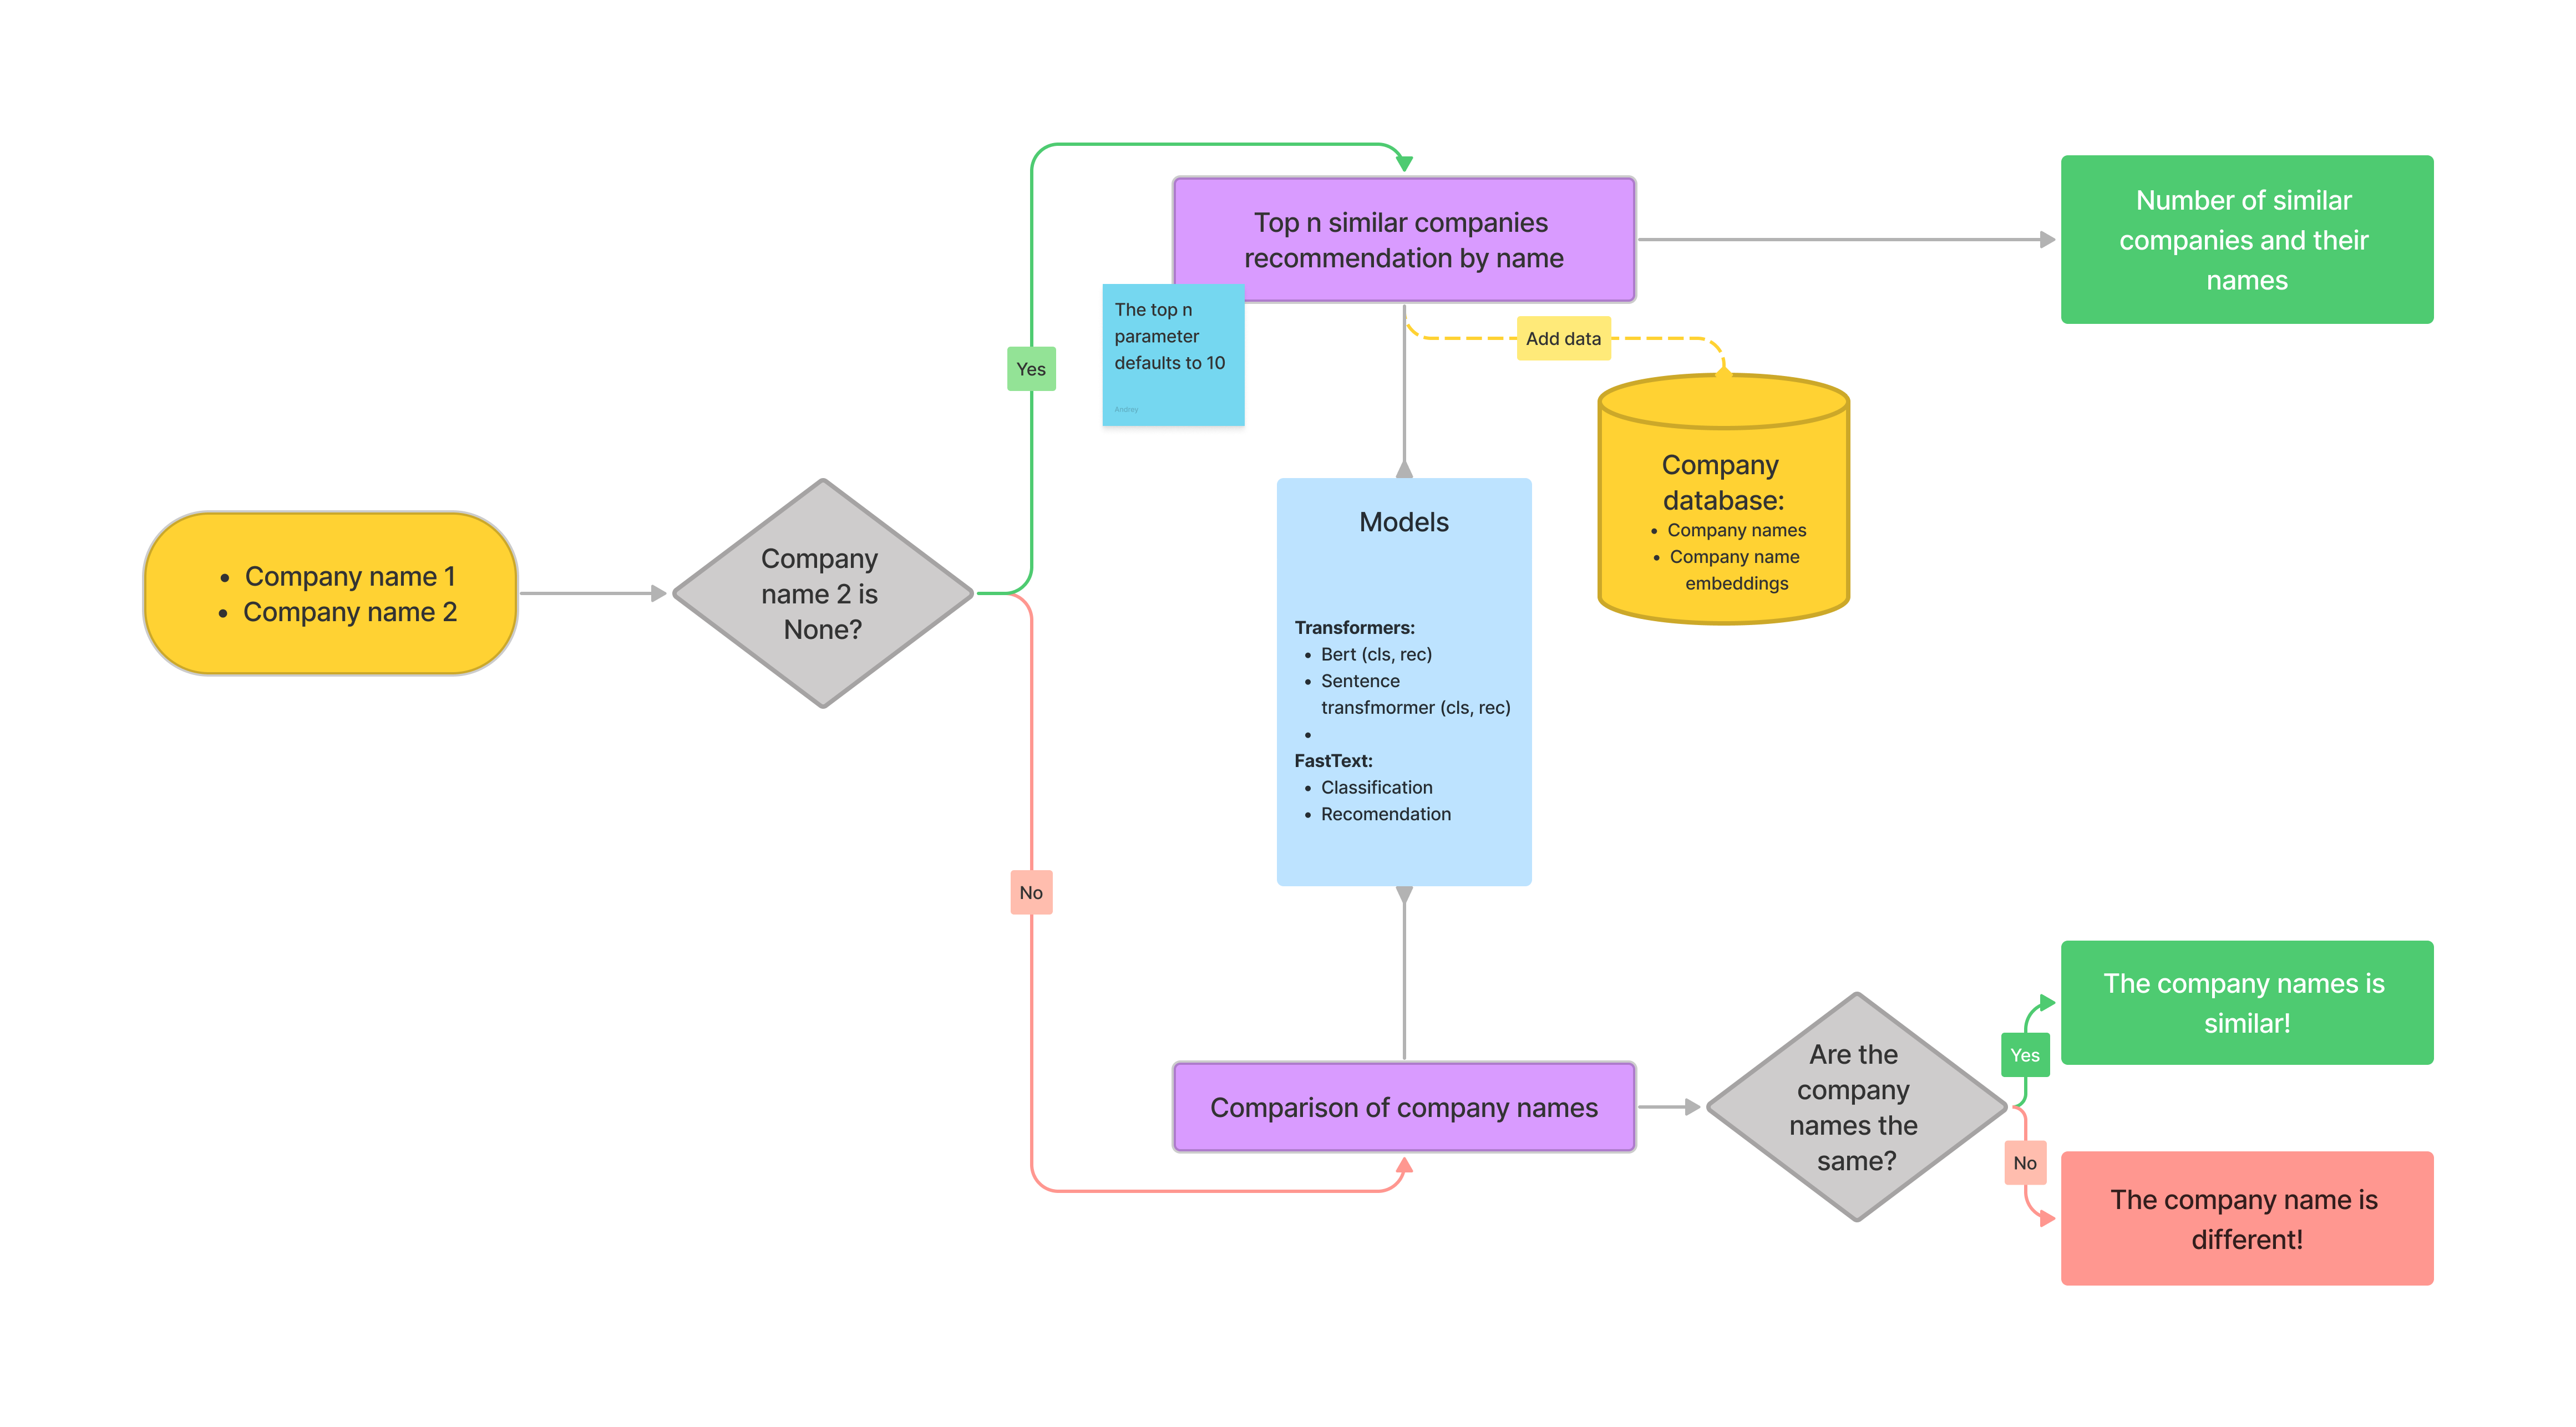 • Company name 1
• Company name 2
Company
name 2 is
None?
Yes
No
Top n similar companies
recommendation by name
The top n
parameter
defaults to 10
Andrey
Add data
Company
database:
• Company names
• Company name
embeddings
Number of similar
companies and their
names
Models
Transformers:
• Bert (cls, rec)
• Sentence
transfmormer (cls, rec)
•
FastText:
• Classification
• Recomendation
Comparison of company names
Are the
company
names the
same?
Yes
No
The company names is
similar!
The company name is
different!